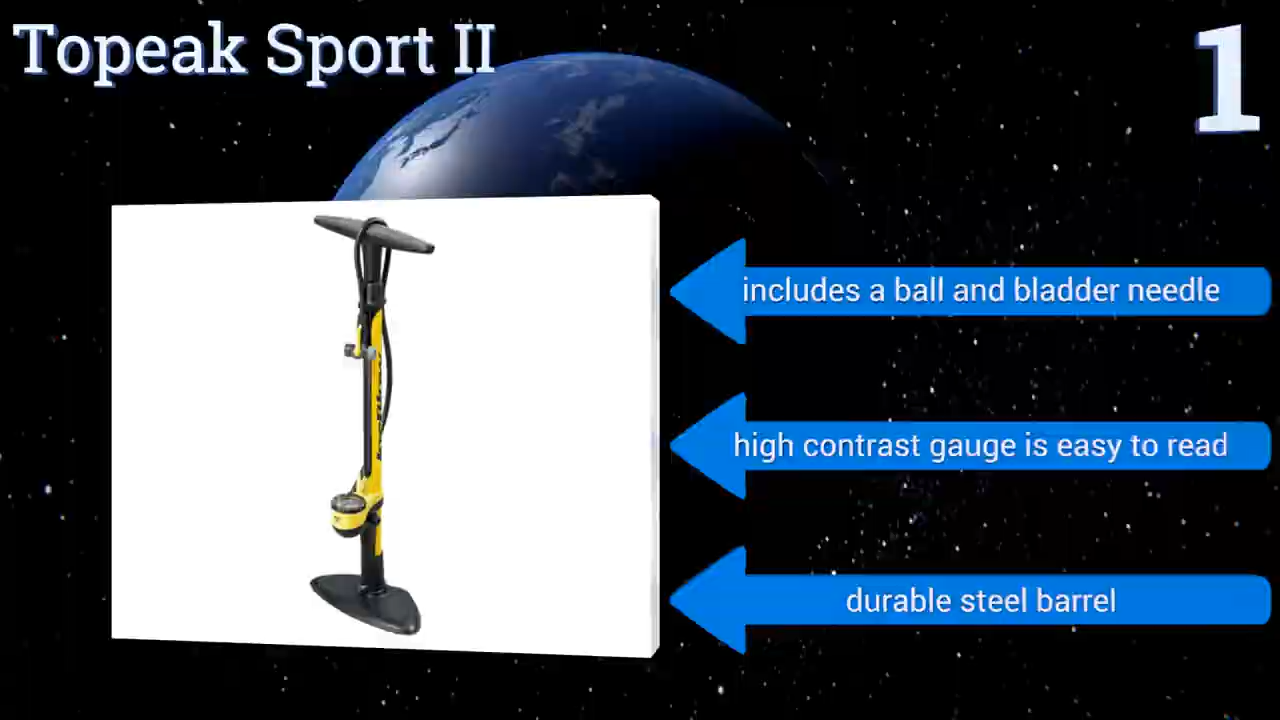 Topeak Sport II
1
includes a ball and bladder needle
high contrast gauge is easy to read
durable steel barrel